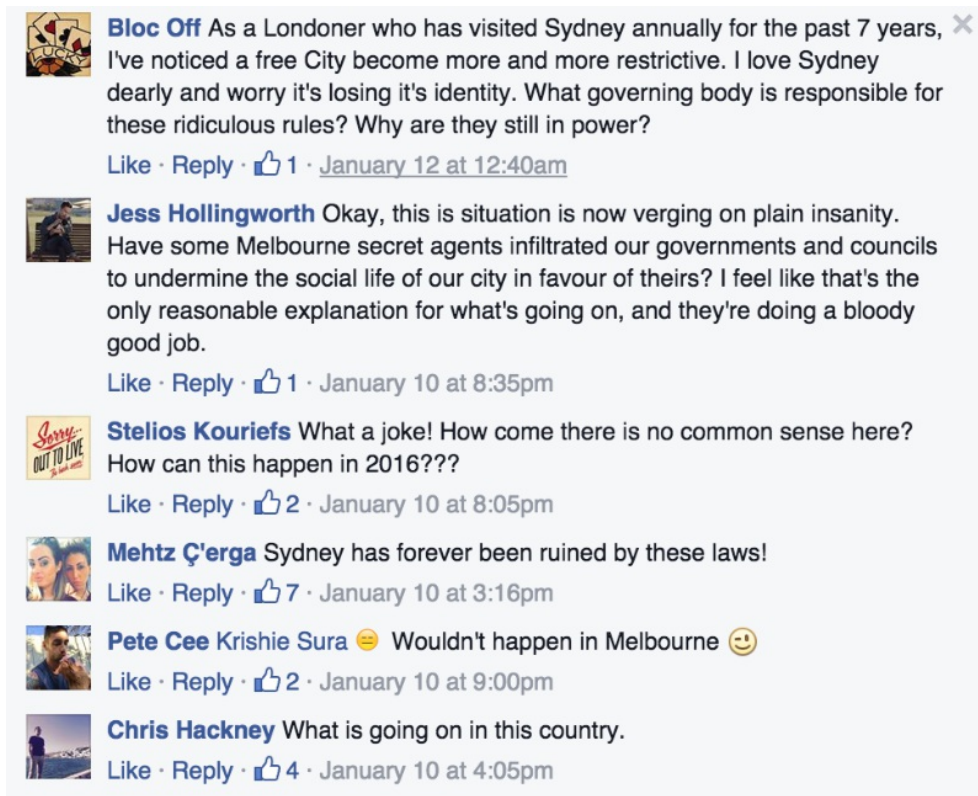 Bloc Off As a Londoner who has visited Sydney annually for the past 7 years,
I've noticed a free City become more and more restrictive. I love Sydney
dearly and worry it's losing it's identity. What governing body is responsible for
these ridiculous rules? Why are they still in power?
Like · Reply · 1 · January 12 at 12:40am
Jess Hollingworth Okay, this is situation is now verging on plain insanity.
Have some Melbourne secret agents infiltrated our governments and councils
to undermine the social life of our city in favour of theirs? I feel like that's the
only reasonable explanation for what's going on, and they're doing a bloody
good job.
Like · Reply · 1 · January 10 at 8:35pm
Sorry...
OUT TO LIVE
Stelios Kouriefs What a joke! How come there is no common sense here?
How can this happen in 2016???
Like · Reply · 2 · January 10 at 8:05pm
Mehtz Ç'erga Sydney has forever been ruined by these laws!
Like · Reply · 7 · January 10 at 3:16pm
Pete Cee Krishie Sura 😑 Wouldn't happen in Melbourne 😉
Like · Reply · 2 · January 10 at 9:00pm
Chris Hackney What is going on in this country.
Like · Reply · 4 · January 10 at 4:05pm